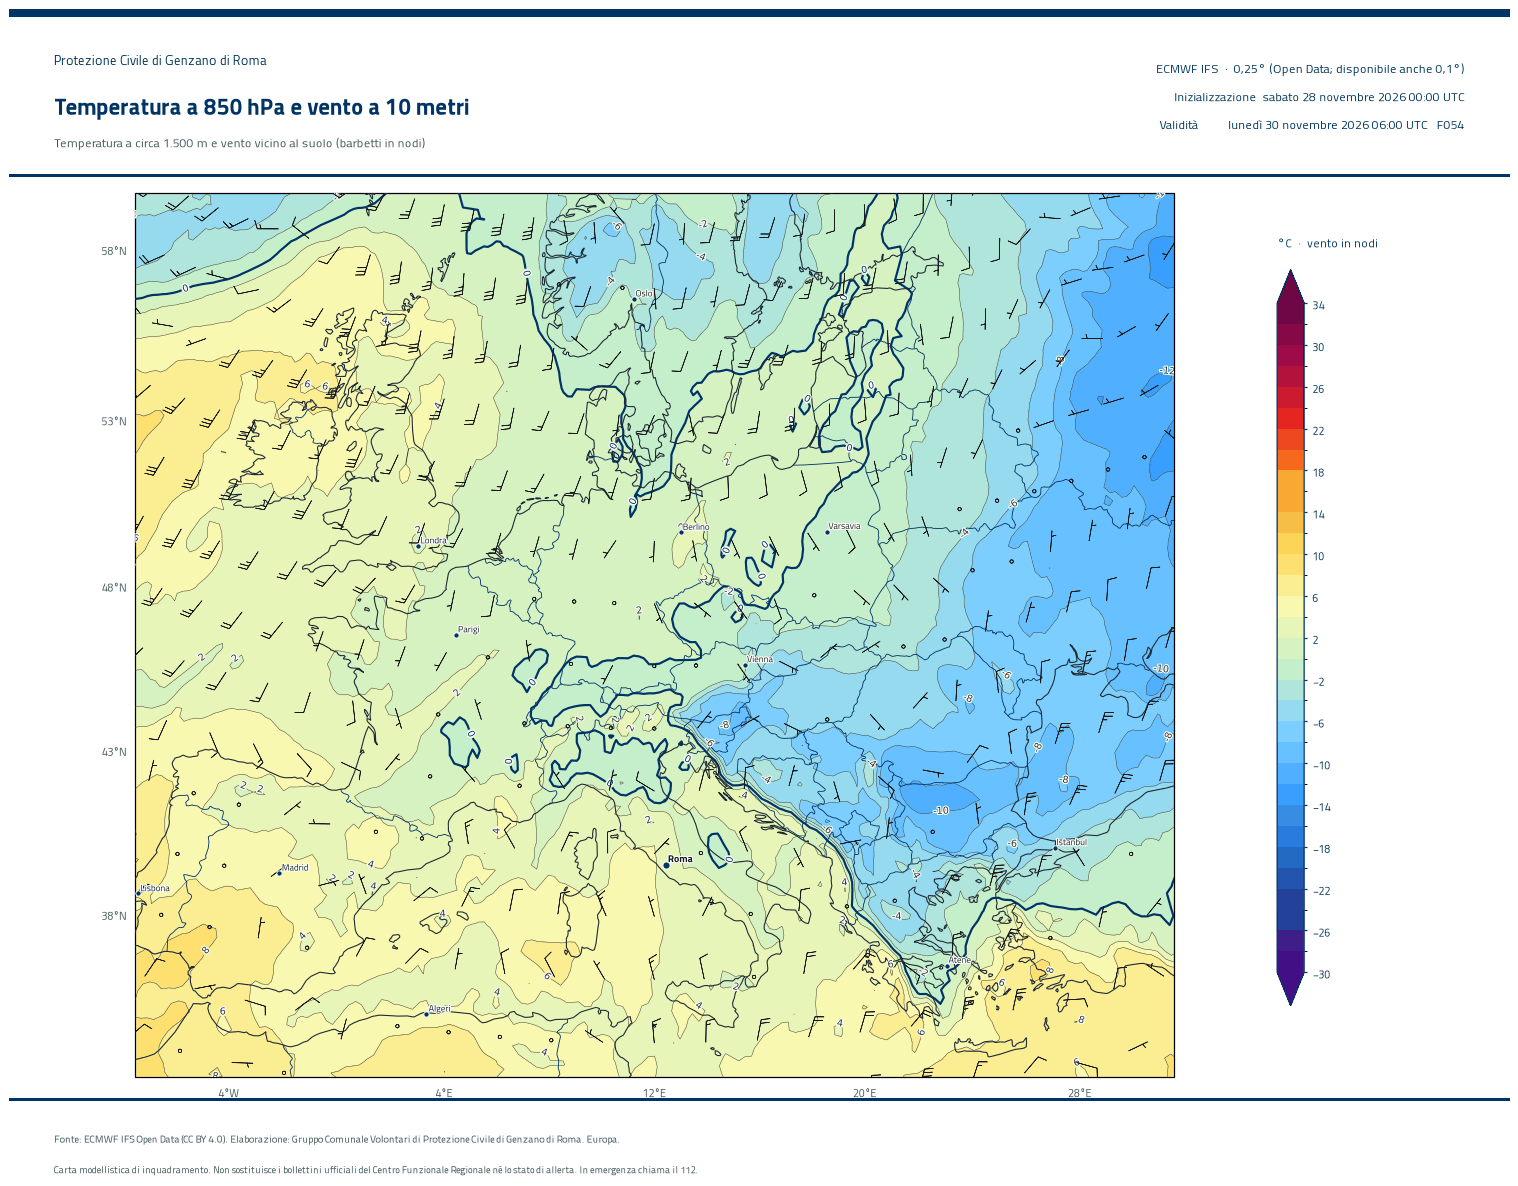 Protezione Civile di Genzano di Roma
Temperatura a 850 hPa e vento a 10 metri
Temperatura a circa 1.500 m e vento vicino al suolo (barbetti in nodi)
ECMWF IFS · 0,25° (Open Data; disponibile anche 0,1°)
Inizializzazione sabato 28 novembre 2026 00:00 UTC
Validità lunedì 30 novembre 2026 06:00 UTC F054
°C · vento in nodi
34
30
26
22
18
14
10
6
2
−2
−6
−10
−14
−18
−22
−26
−30
58°N
53°N
48°N
43°N
38°N
4°W
4°E
12°E
20°E
28°E
Oslo
Londra
Berlino
Varsavia
Parigi
Vienna
Roma
Madrid
Lisbona
Istanbul
Atene
Algeri
Fonte: ECMWF IFS Open Data (CC BY 4.0). Elaborazione: Gruppo Comunale Volontari di Protezione Civile di Genzano di Roma. Europa.
Carta modellistica di inquadramento. Non sostituisce i bollettini ufficiali del Centro Funzionale Regionale né lo stato di allerta. In emergenza chiama il 112.